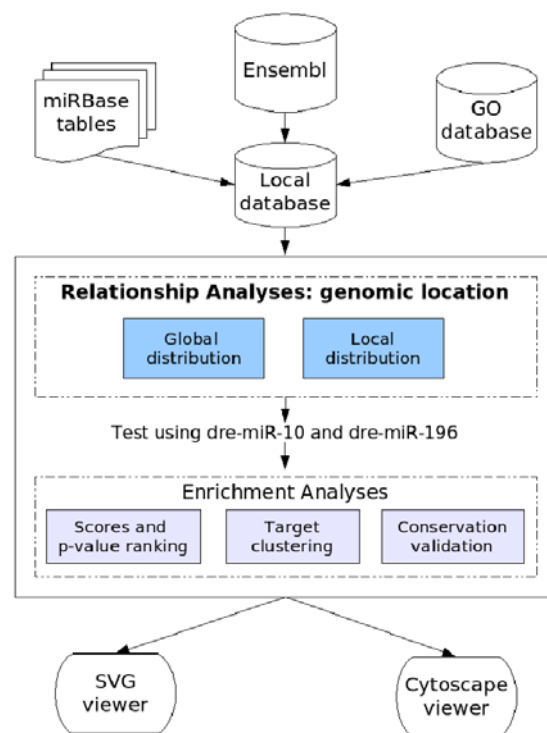 Ensembl
miRBase
tables
GO
database
Local
database
Relationship Analyses: genomic location
Global
distribution
Local
distribution
Test using dre-miR-10 and dre-miR-196
Enrichment Analyses
Scores and
p-value ranking
Target
clustering
Conservation
validation
SVG
viewer
Cytoscape
viewer